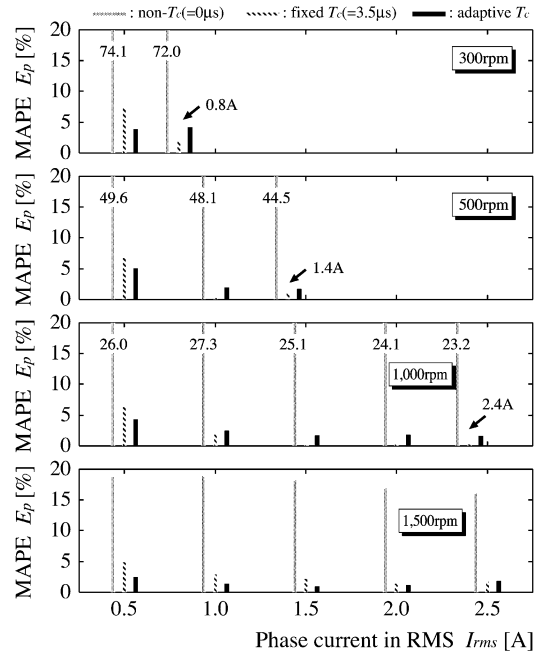 : non-Tc(=0μs) : fixed Tc(=3.5μs) : adaptive Tc
MAPE Ep [%]
20
15
10
5
0
74.1 72.0
0.8A
300rpm
MAPE Ep [%]
20
15
10
5
0
49.6 48.1 44.5
1.4A
500rpm
MAPE Ep [%]
20
15
10
5
0
26.0 27.3 25.1 24.1 23.2
1,000rpm
2.4A
MAPE Ep [%]
20
15
10
5
0
1,500rpm
0.5 1.0 1.5 2.0 2.5
Phase current in RMS Irms [A]